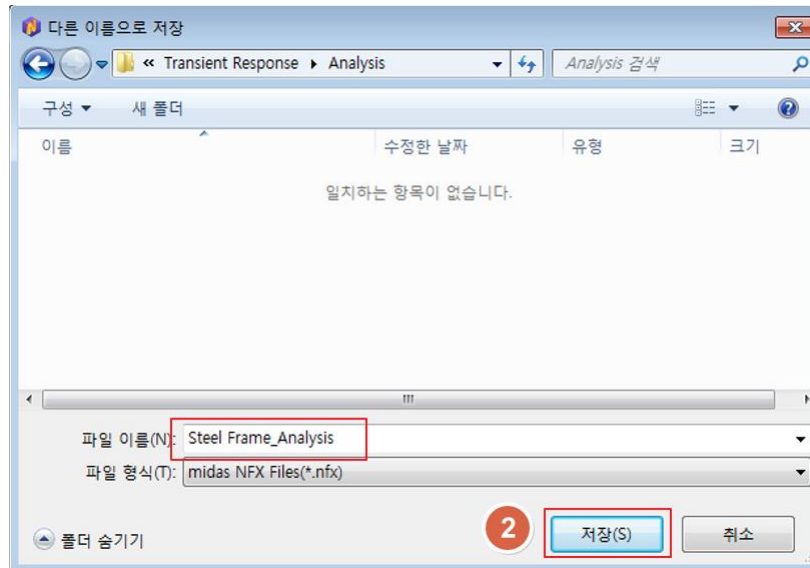 다른 이름으로 저장
« Transient Response ▸ Analysis
Analysis 검색
구성 새 폴더
이름 수정한 날짜 유형 크기
일치하는 항목이 없습니다.
파일 이름(N): Steel Frame_Analysis
파일 형식(T): midas NFX Files(*.nfx)
폴더 숨기기
2
저장(S)
취소